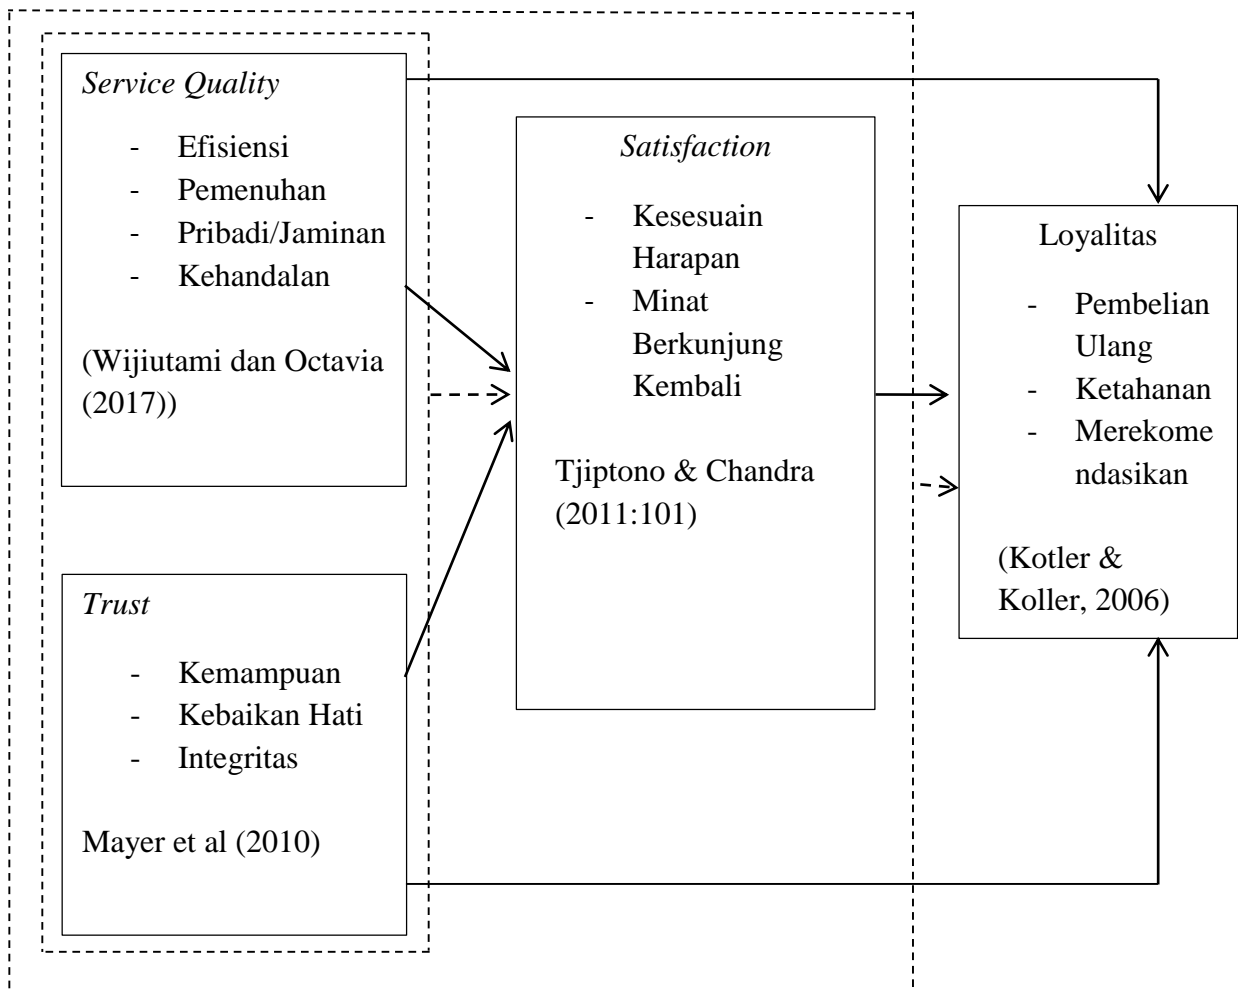 Service Quality
- Efisiensi
- Pemenuhan
- Pribadi/Jaminan
- Kehandalan
(Wijiutami dan Octavia
(2017))
Trust
- Kemampuan
- Kebaikan Hati
- Integritas
Mayer et al (2010)
Satisfaction
- Kesesuain
Harapan
- Minat
Berkunjung
Kembali
Tjiptono & Chandra
(2011:101)
Loyalitas
- Pembelian
Ulang
- Ketahanan
- Merekome
ndasikan
(Kotler &
Koller, 2006)